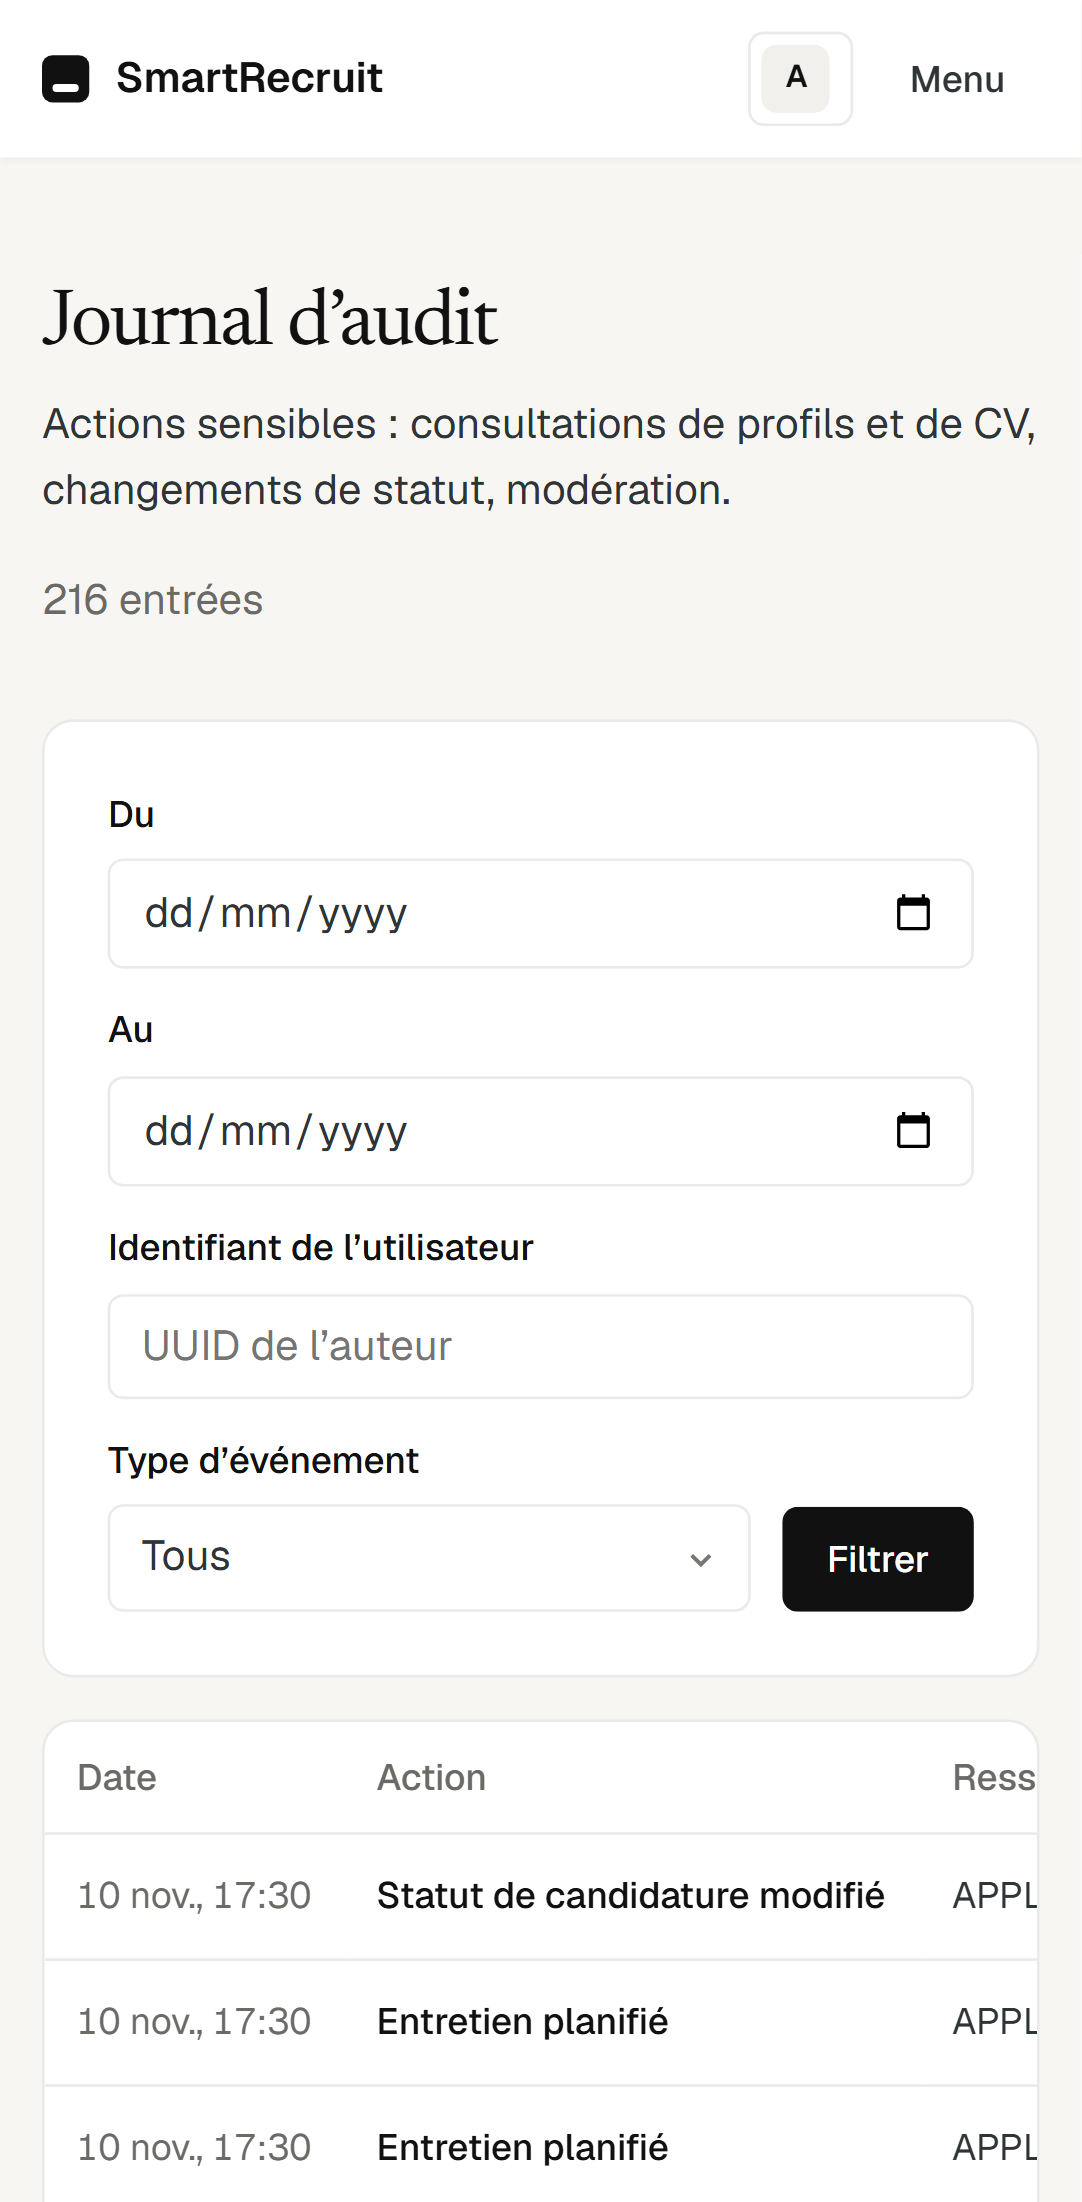 SmartRecruit
A
Menu
Journal d’audit
Actions sensibles : consultations de profils et de CV,
changements de statut, modération.
216 entrées
Du
dd/mm/yyyy
Au
dd/mm/yyyy
Identifiant de l’utilisateur
UUID de l’auteur
Type d’événement
Tous
Filtrer
Date Action Ress
10 nov., 17:30 Statut de candidature modifié APPL
10 nov., 17:30 Entretien planifié APPL
10 nov., 17:30 Entretien planifié APPL